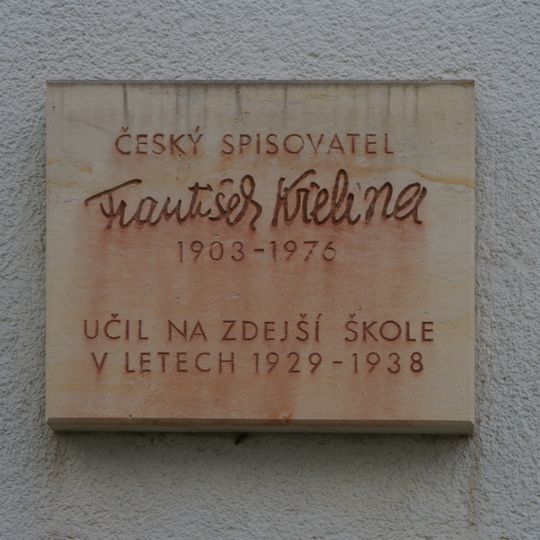 ČESKÝ SPISOVATEL
František Křelina
1903-1976
UČIL NA ZDEJŠÍ ŠKOLE
V LETECH 1929-1938